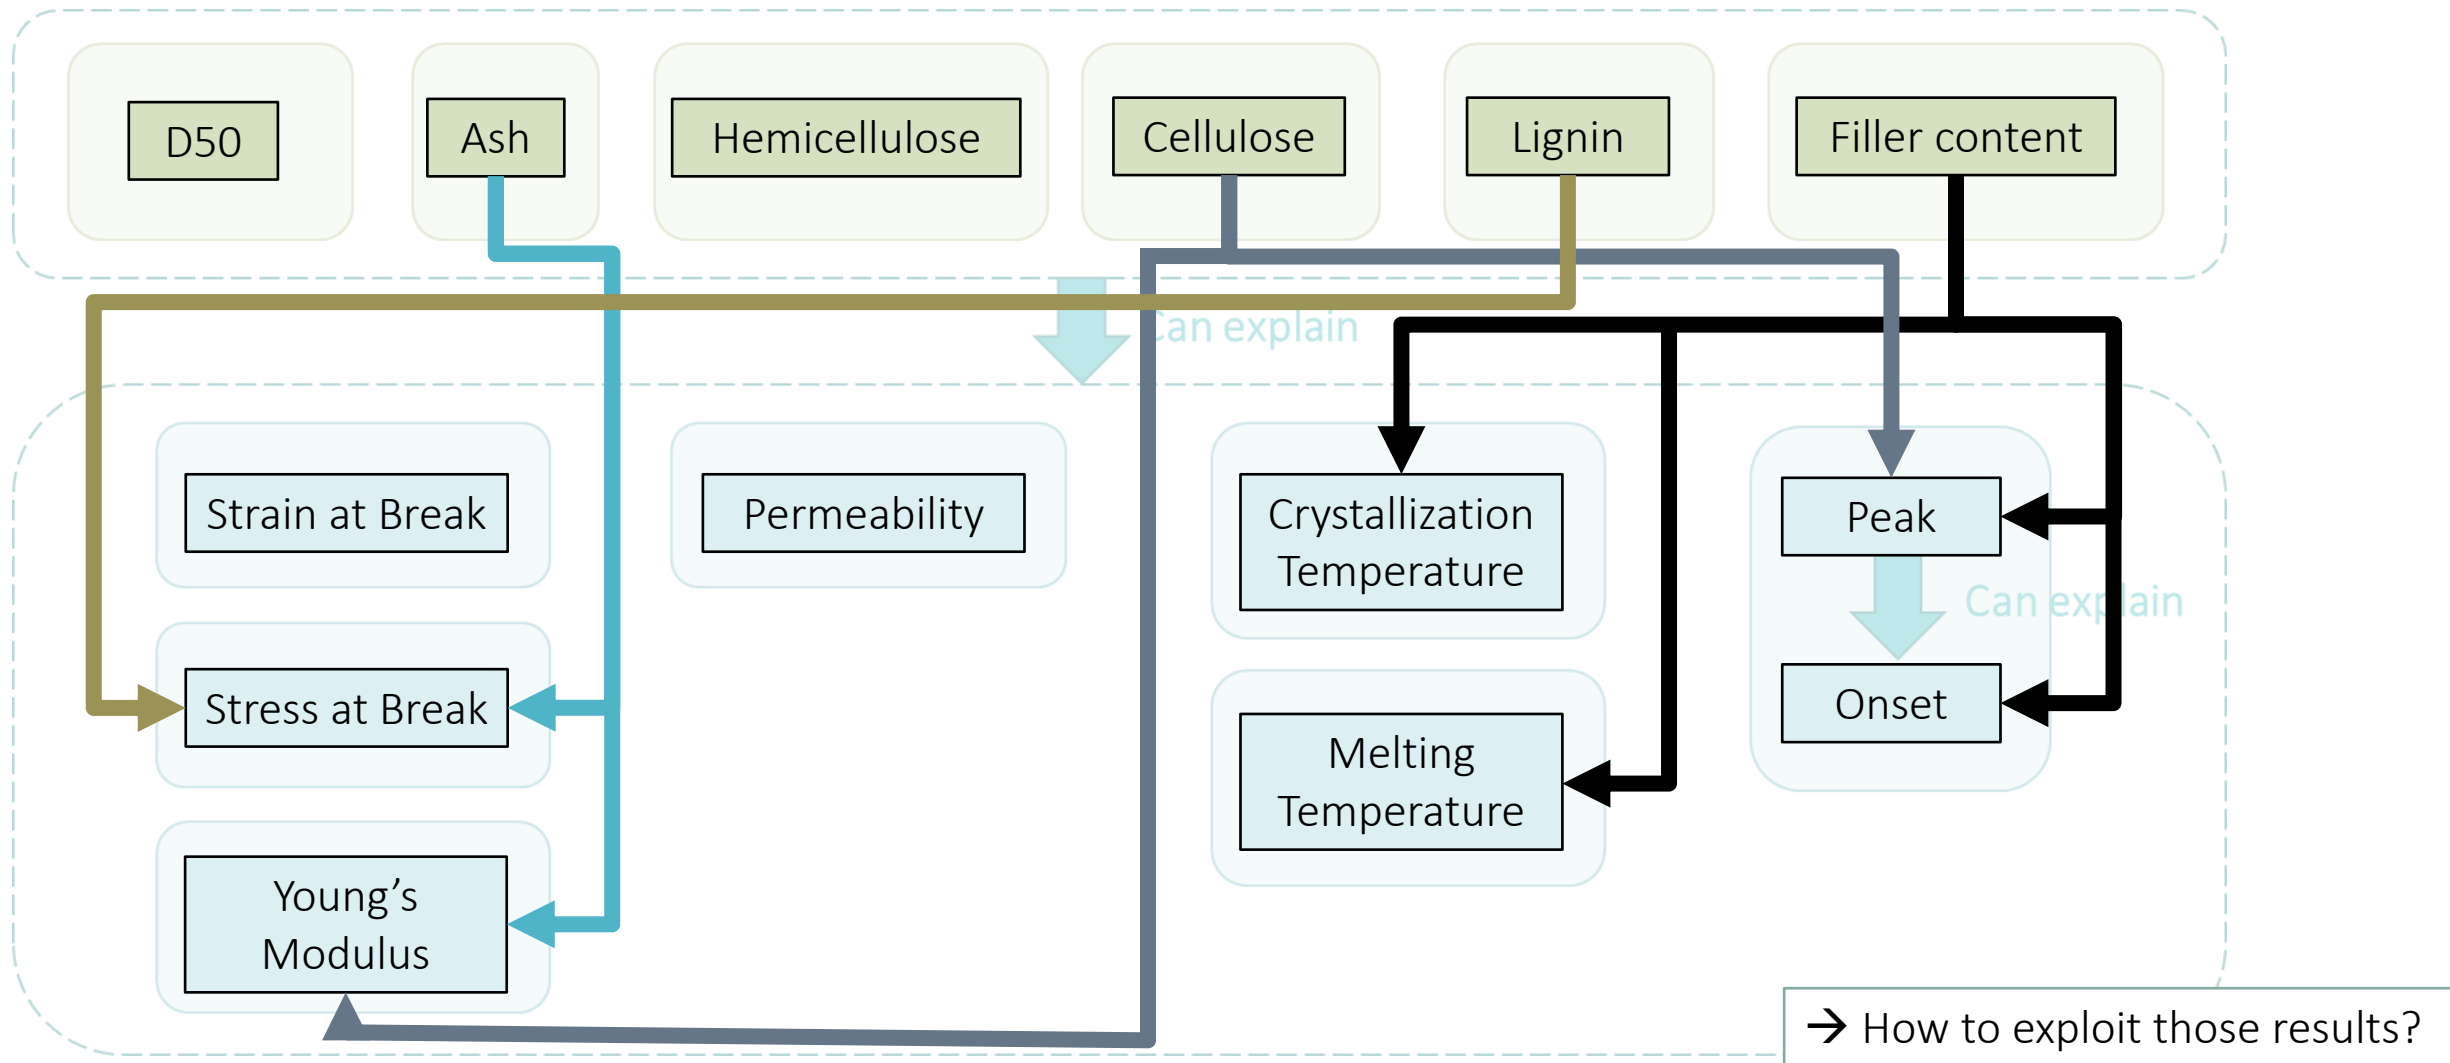 D50
Ash
Hemicellulose
Cellulose
Lignin
Filler content
Can explain
Strain at Break
Permeability
Crystallization
Temperature
Peak
Can explain
Stress at Break
Onset
Melting
Temperature
Young’s
Modulus
→ How to exploit those results?